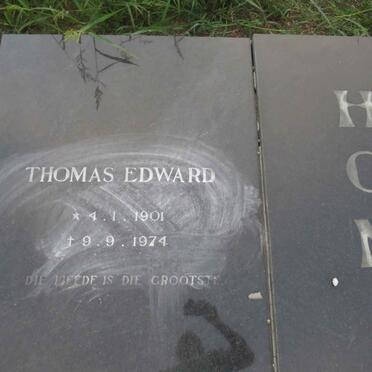 THOMAS EDWARD
* 4.1.1901
† 9.9.1974
DIE LIEFDE IS DIE GROOTSTE
H